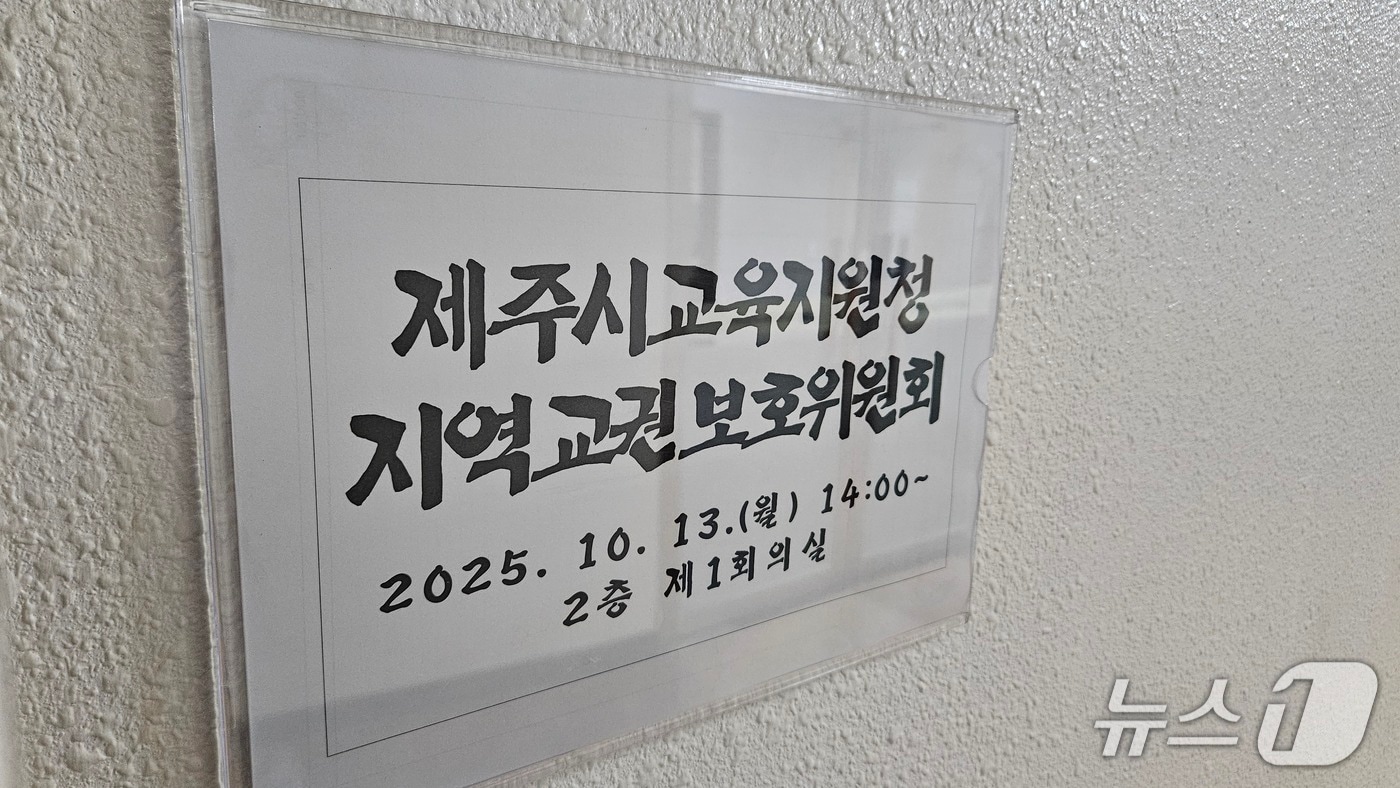 제주시교육지원청
지역교권보호위원회
2025. 10. 13.(월) 14:00~
2층 제1회의실
뉴스1